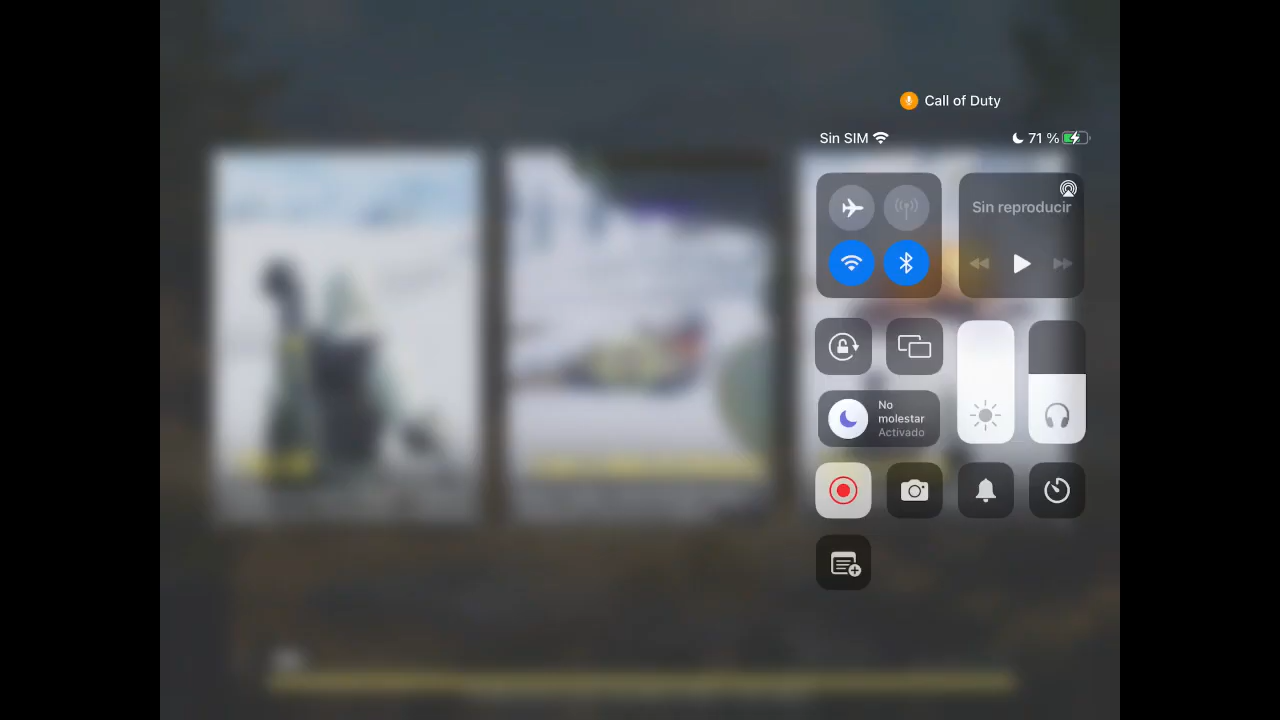 Call of Duty
Sin SIM 71 %
Sin reproducir
No
molestar
Activado